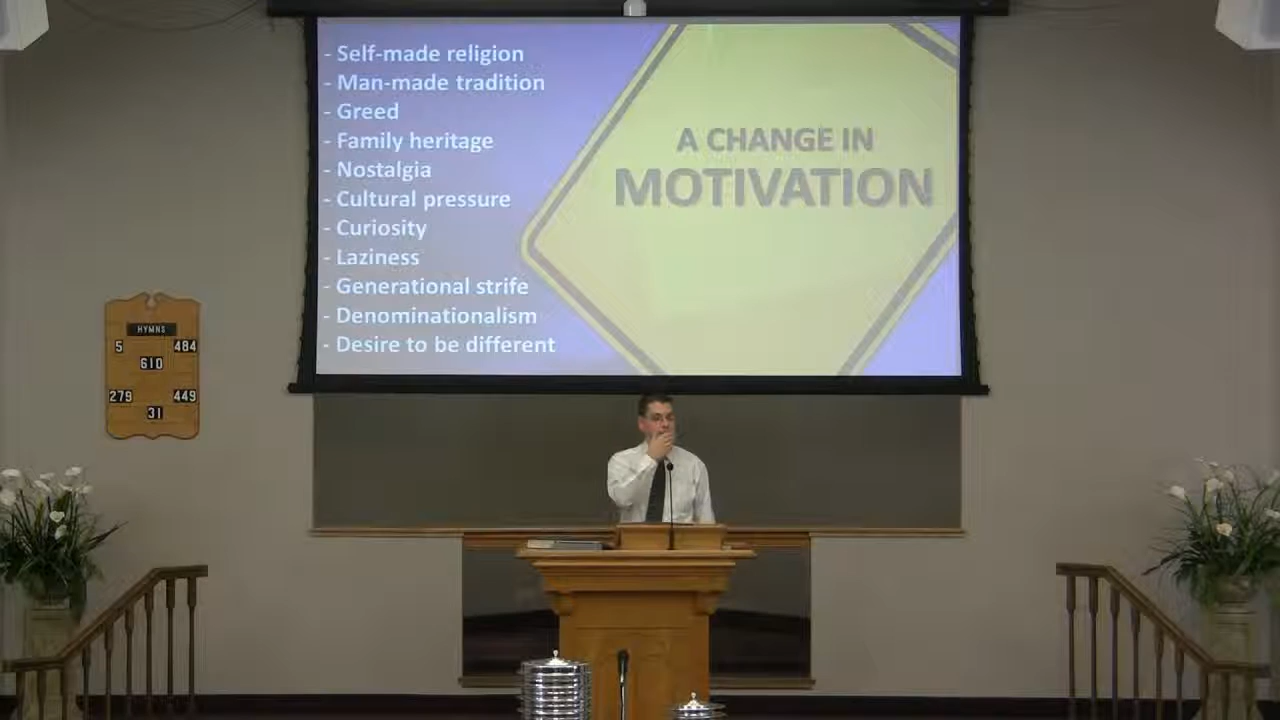 - Self-made religion
- Man-made tradition
- Greed
- Family heritage
- Nostalgia
- Cultural pressure
- Curiosity
- Laziness
- Generational strife
- Denominationalism
- Desire to be different
A CHANGE IN
MOTIVATION
HYMNS
5 484
610
279 449
31